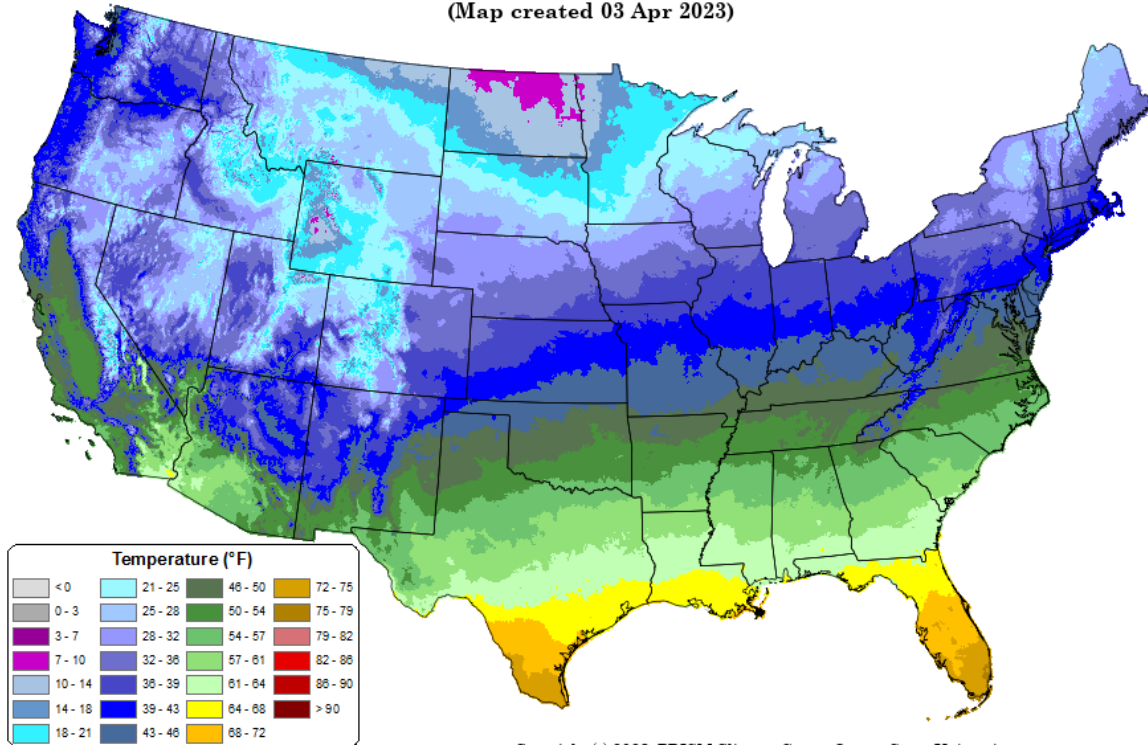 (Map created 03 Apr 2023)
Temperature (°F)
< 0
0 - 3
3 - 7
7 - 10
10 - 14
14 - 18
18 - 21
21 - 25
25 - 28
28 - 32
32 - 36
36 - 39
39 - 43
43 - 46
46 - 50
50 - 54
54 - 57
57 - 61
61 - 64
64 - 68
68 - 72
72 - 75
75 - 79
79 - 82
82 - 86
86 - 90
> 90